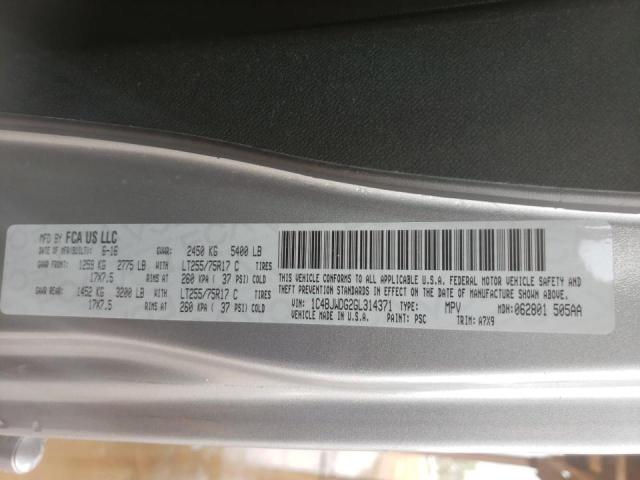 MFD BY FCA US LLC
DATE OF MFR(BUILT): 6-16 GVWR: 2450 KG 5400 LB
GAWR FRONT: 1259 KG 2775 LB WITH LT255/75R17 C TIRES
17X7.5 RIMS AT 260 KPA ( 37 PSI) COLD
GAWR REAR: 1452 KG 3200 LB WITH LT255/75R17 C TIRES
17X7.5 RIMS AT 260 KPA ( 37 PSI) COLD
THIS VEHICLE CONFORMS TO ALL APPLICABLE U.S.A. FEDERAL MOTOR VEHICLE SAFETY AND
THEFT PREVENTION STANDARDS IN EFFECT ON THE DATE OF MANUFACTURE SHOWN ABOVE.
VIN: 1C4BJWDG2GL314371 TYPE: MPV MDH: 062801 505AA
VEHICLE MADE IN U.S.A. PAINT: PSC TRIM: A7X9